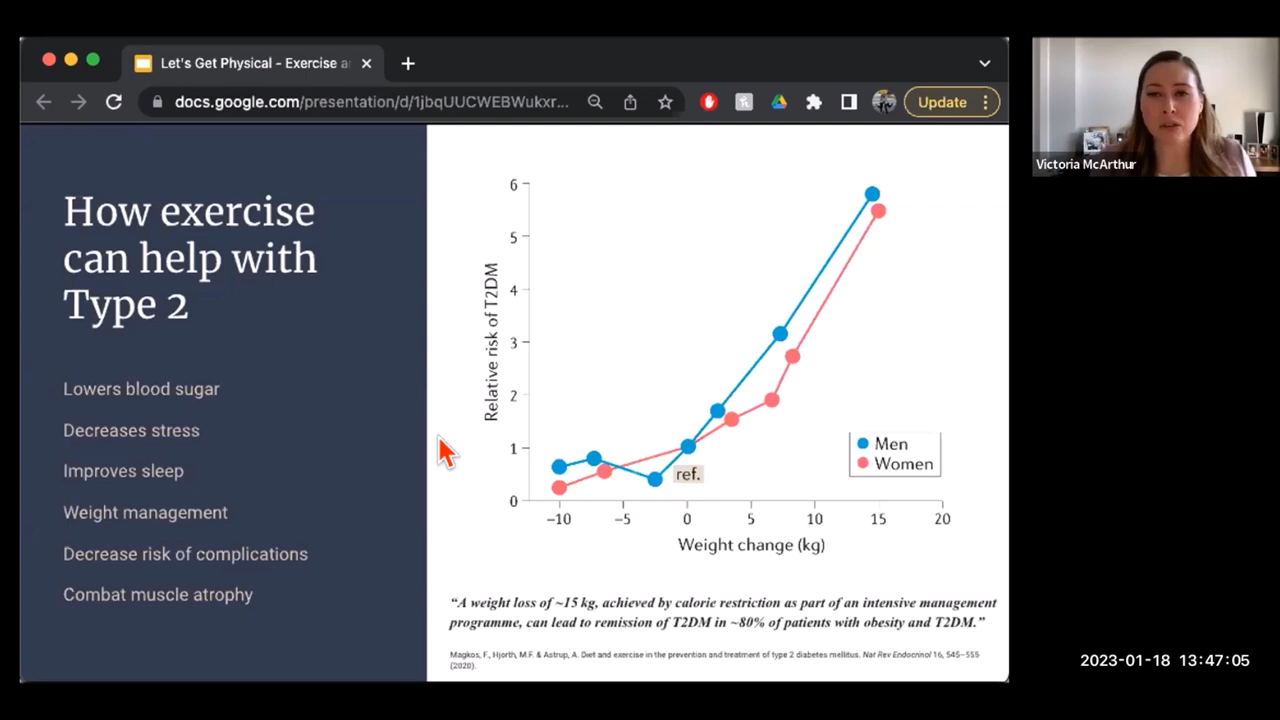 Let's Get Physical - Exercise a
docs.google.com/presentation/d/1jbqUUCWEBWukxr...
Update
Victoria McArthur
How exercise
can help with
Type 2
Lowers blood sugar
Decreases stress
Improves sleep
Weight management
Decrease risk of complications
Combat muscle atrophy
Relative risk of T2DM
6
5
4
3
2
1
0
ref.
Men
Women
–10
–5
0
5
10
15
20
Weight change (kg)
“A weight loss of ~15 kg, achieved by calorie restriction as part of an intensive management
programme, can lead to remission of T2DM in ~80% of patients with obesity and T2DM.”
Magkos, F., Hjorth, M.F. & Astrup, A. Diet and exercise in the prevention and treatment of type 2 diabetes mellitus. Nat Rev Endocrinol 16, 545–555
(2020).
2023-01-18 13:47:05